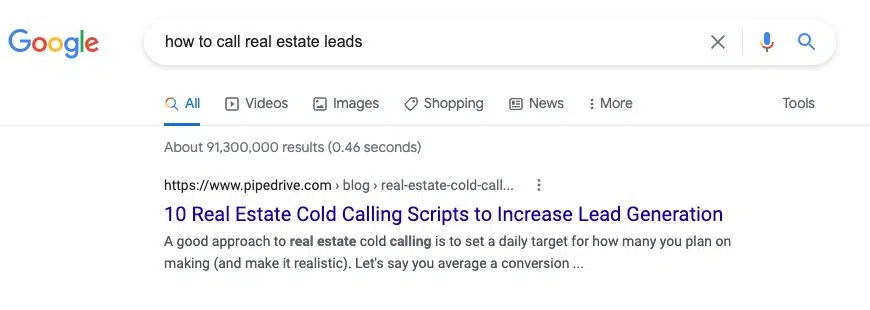 Google
how to call real estate leads
All Videos Images Shopping News More Tools
About 91,300,000 results (0.46 seconds)
https://www.pipedrive.com › blog › real-estate-cold-call...
10 Real Estate Cold Calling Scripts to Increase Lead Generation
A good approach to real estate cold calling is to set a daily target for how many you plan on
making (and make it realistic). Let's say you average a conversion ...